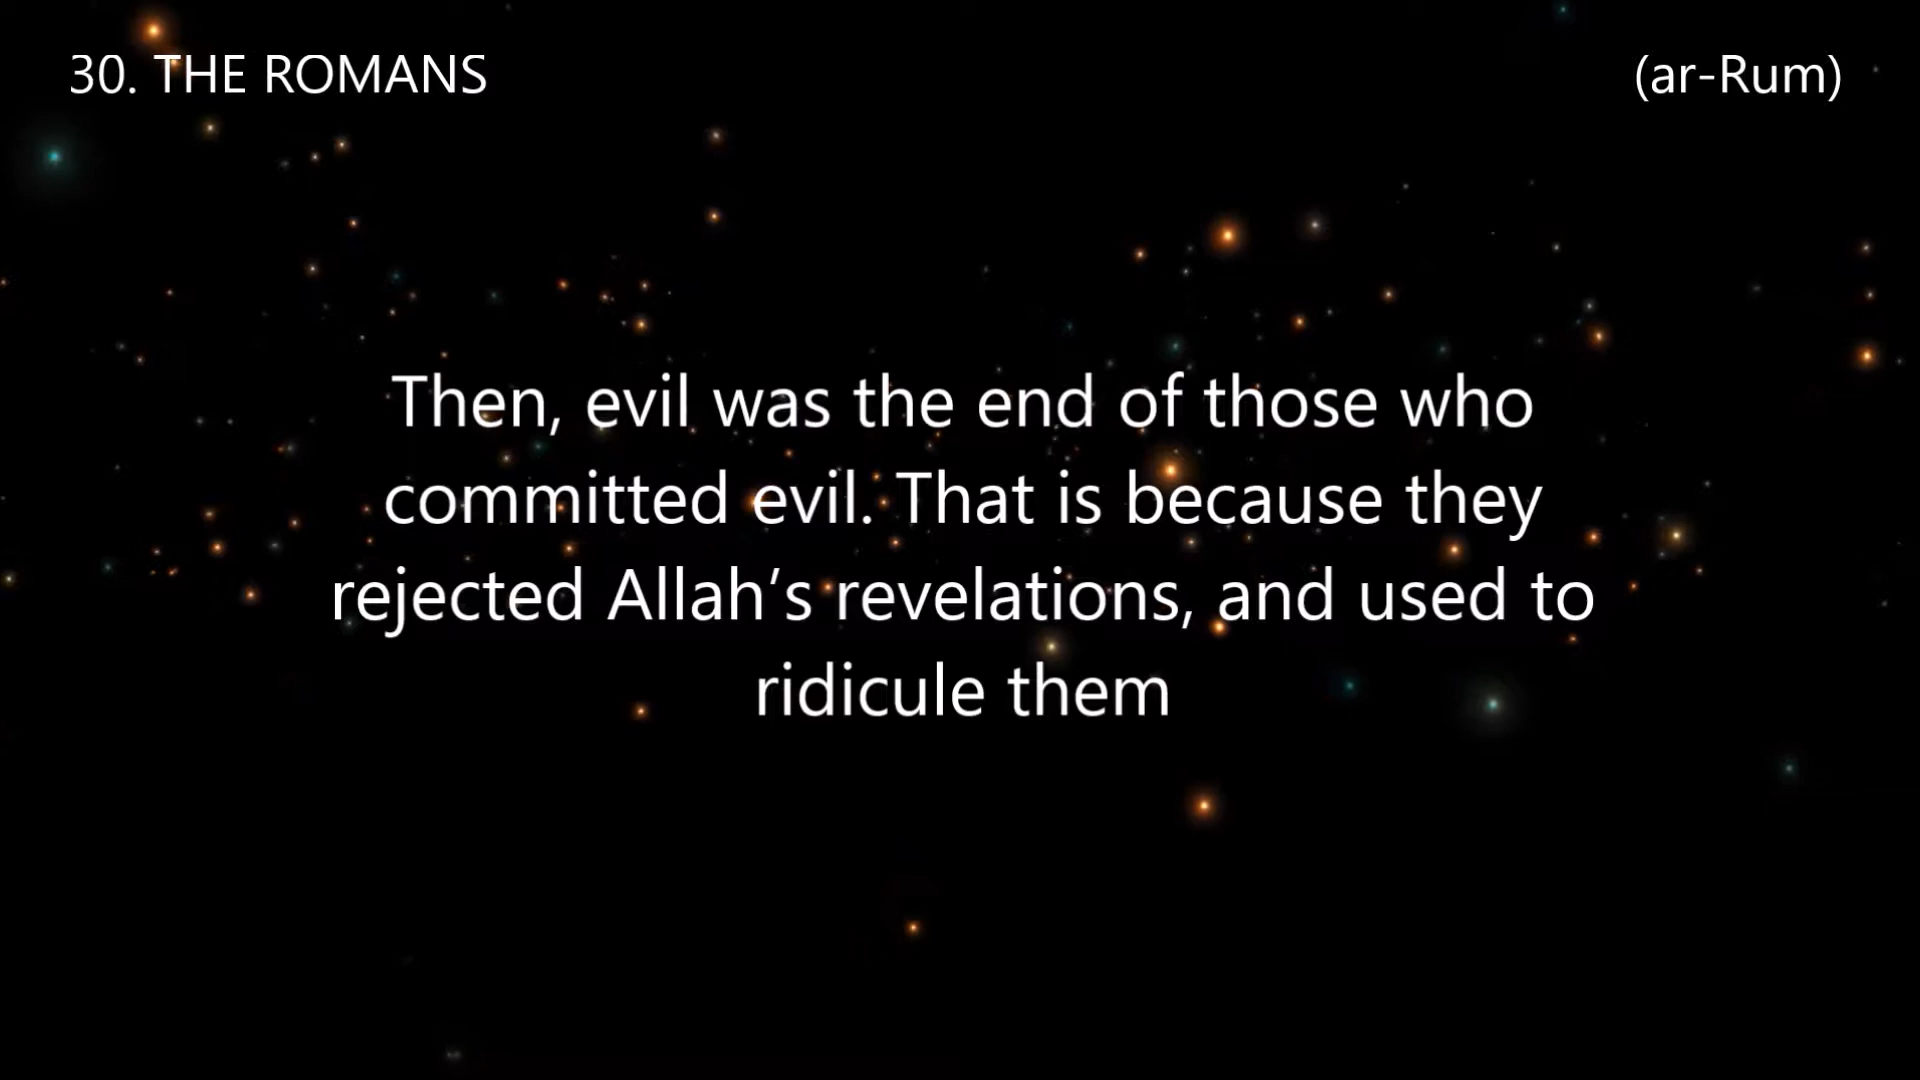 30. THE ROMANS
(ar-Rum)
Then, evil was the end of those who
committed evil. That is because they
rejected Allah’s revelations, and used to
ridicule them